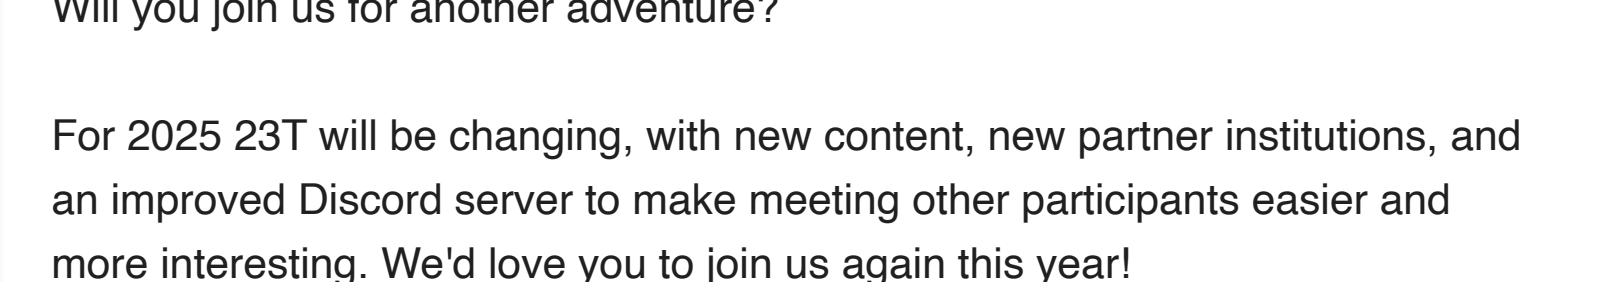 Will you join us for another adventure?
For 2025 23T will be changing, with new content, new partner institutions, and
an improved Discord server to make meeting other participants easier and
more interesting. We'd love you to join us again this year!